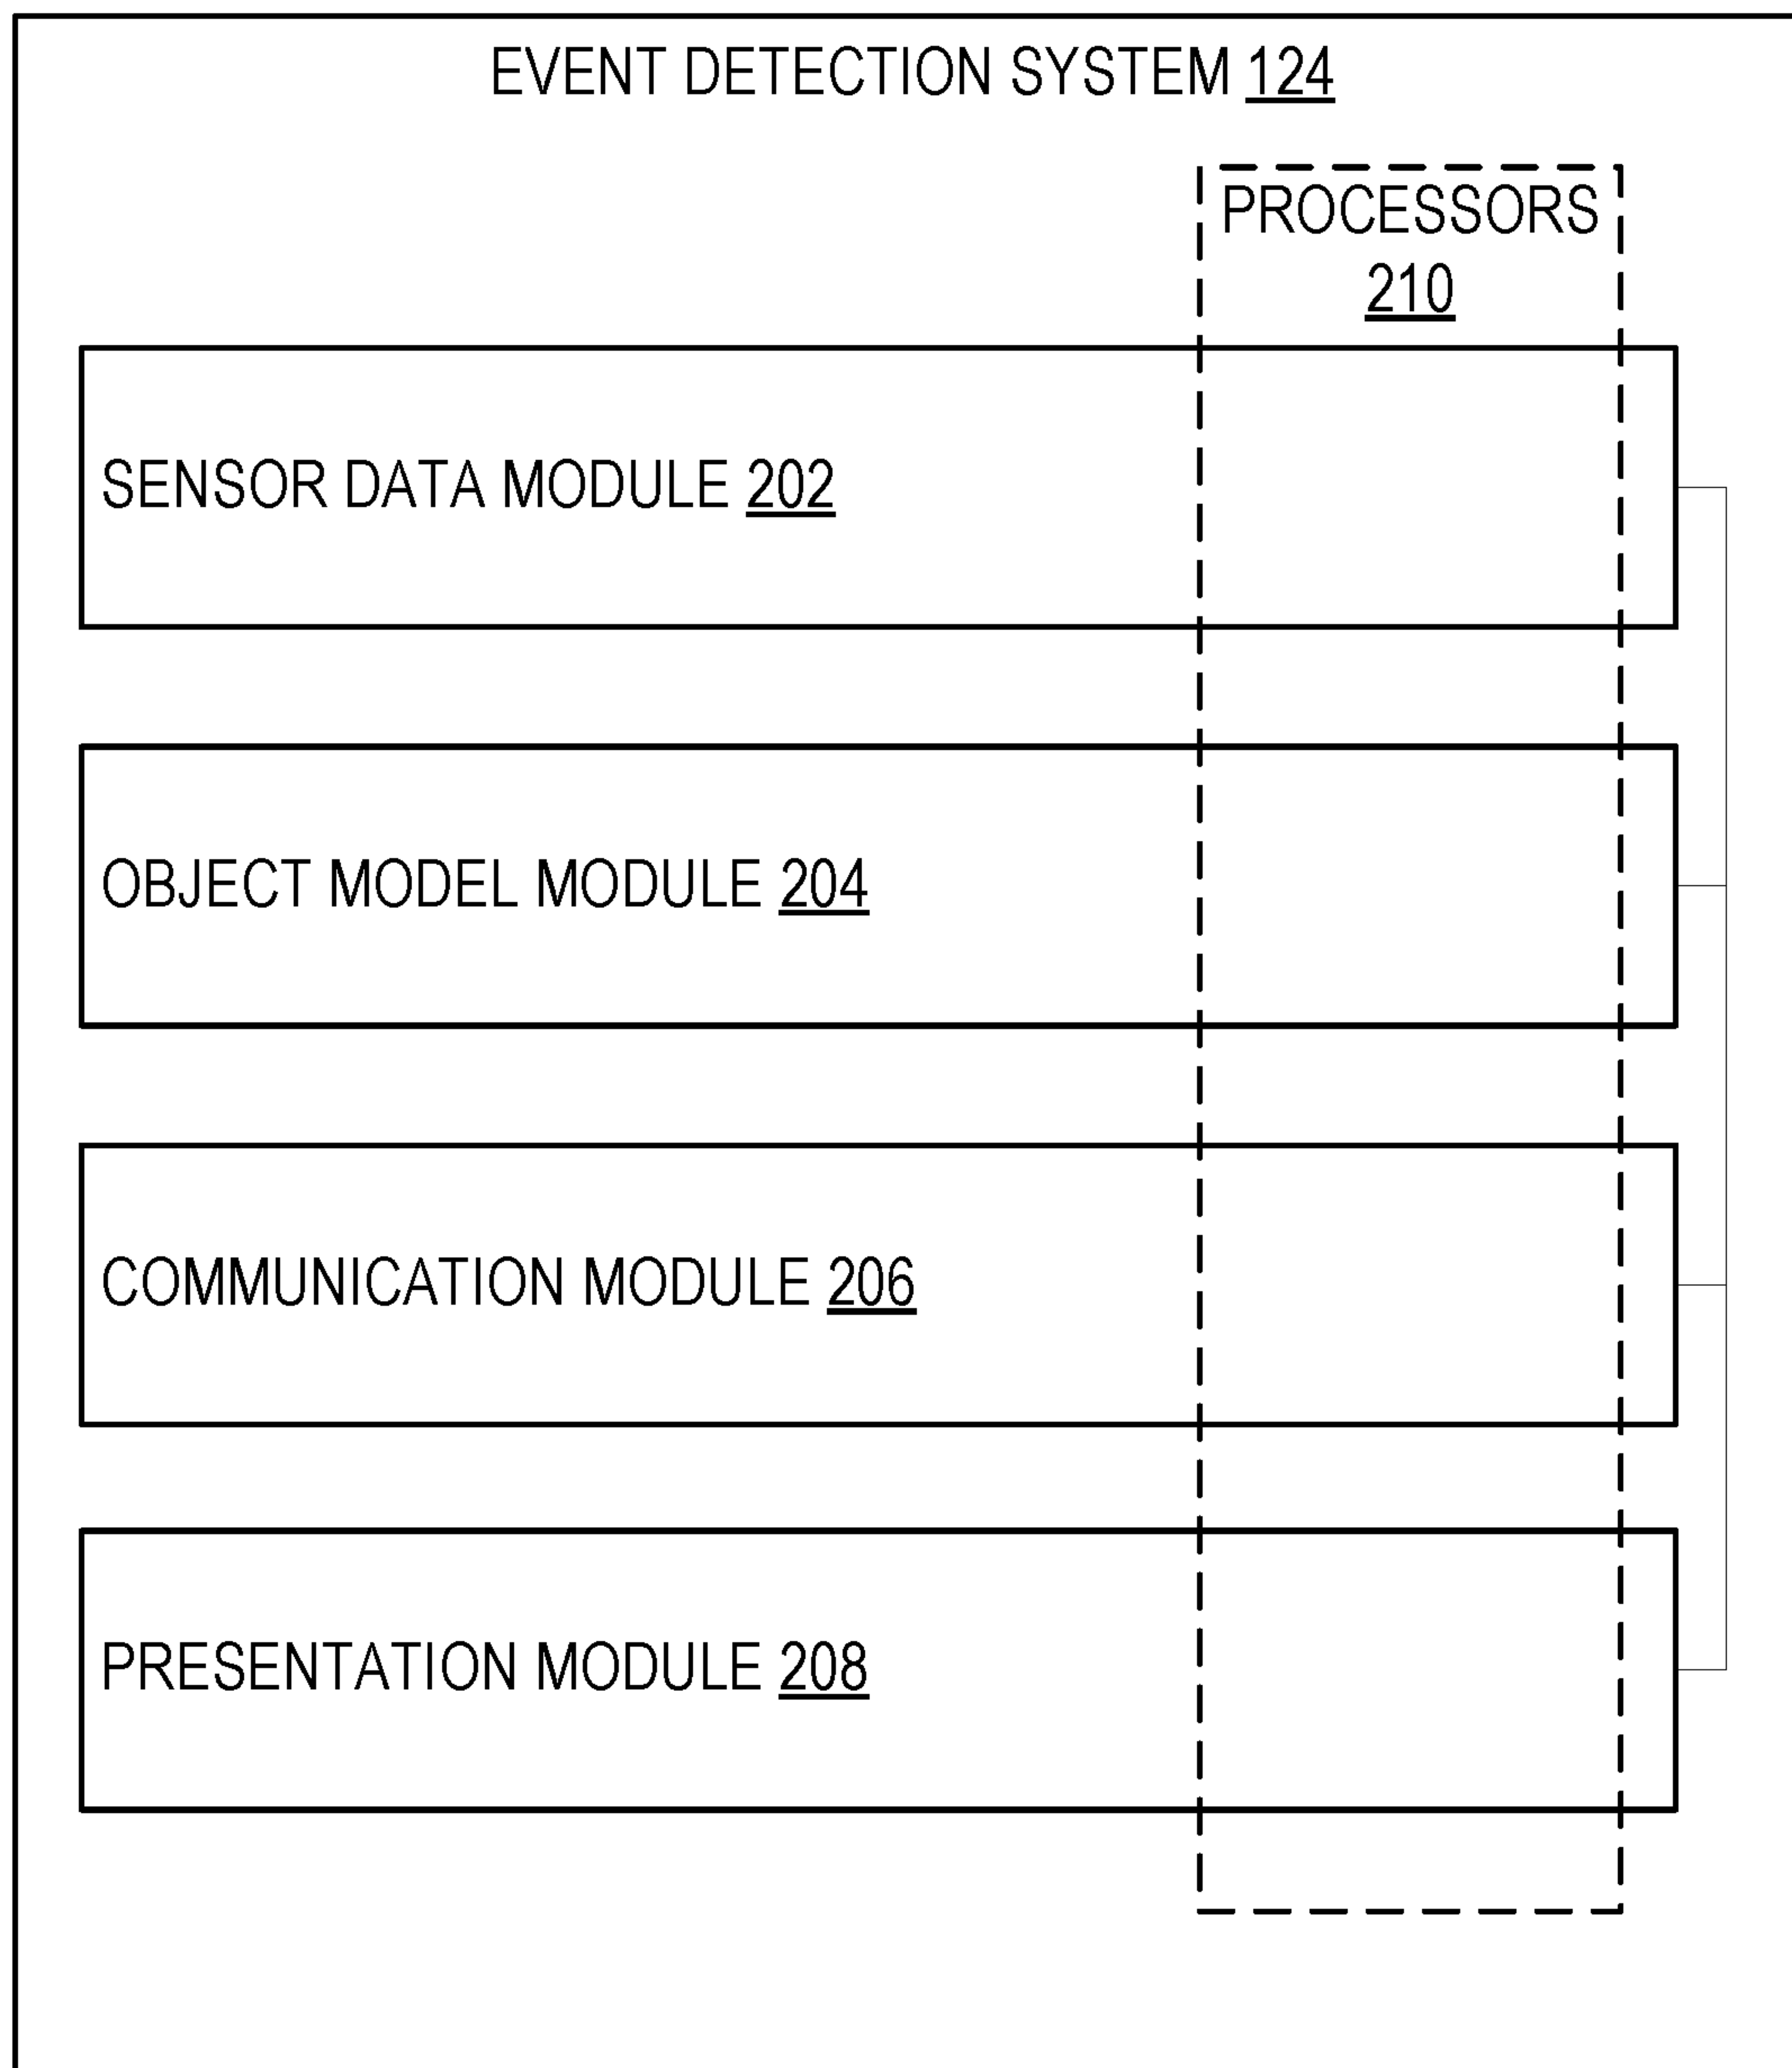 EVENT DETECTION SYSTEM 124
PROCESSORS
210
SENSOR DATA MODULE 202
OBJECT MODEL MODULE 204
COMMUNICATION MODULE 206
PRESENTATION MODULE 208